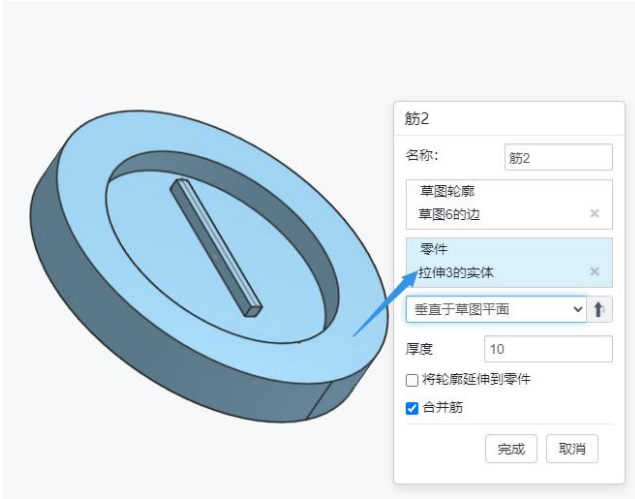 筋2
名称：
筋2
草图轮廓
草图6的边
零件
拉伸3的实体
垂直于草图平面
厚度
10
将轮廓延伸到零件
合并筋
完成
取消